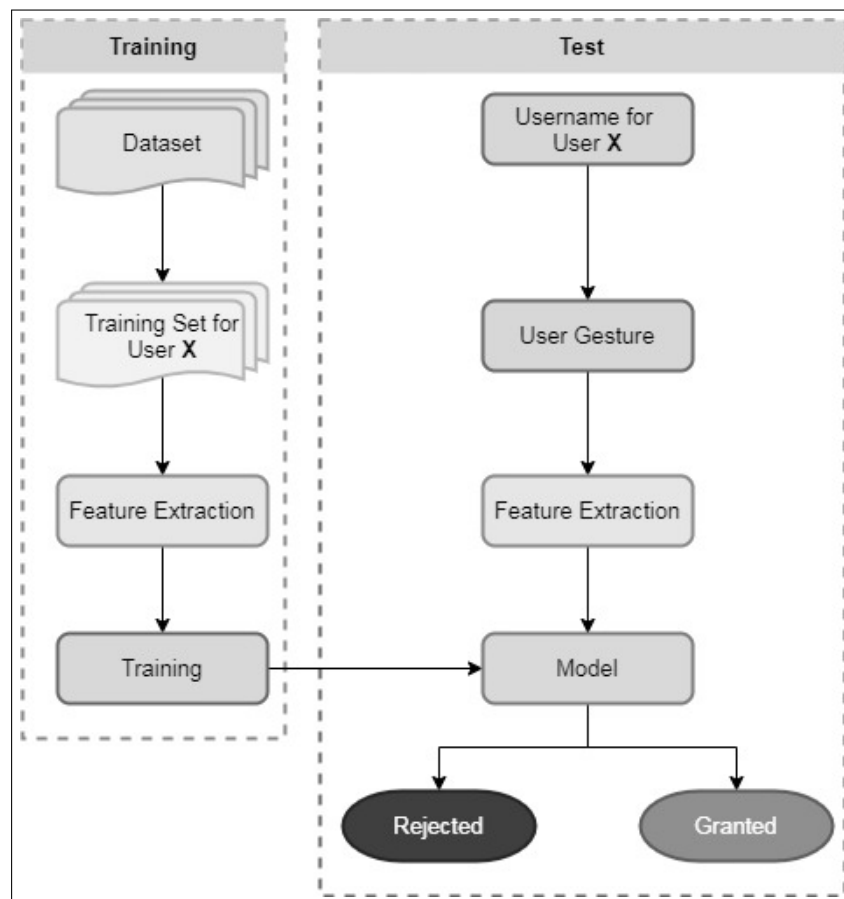 Training
Dataset
Training Set for
User X
Feature Extraction
Training
Test
Username for
User X
User Gesture
Feature Extraction
Model
Rejected
Granted